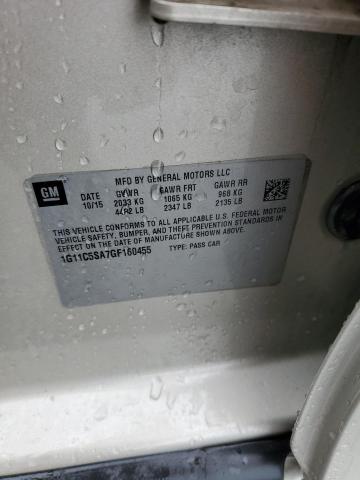 GM
MFD BY GENERAL MOTORS LLC
DATE GVWR GAWR FRT GAWR RR
10/15 2033 KG 1065 KG 968 KG
4482 LB 2347 LB 2135 LB
THIS VEHICLE CONFORMS TO ALL APPLICABLE U.S. FEDERAL MOTOR
VEHICLE SAFETY, BUMPER, AND THEFT PREVENTION STANDARDS IN
EFFECT ON THE DATE OF MANUFACTURE SHOWN ABOVE.
1G11C5SA7GF160455 TYPE: PASS CAR